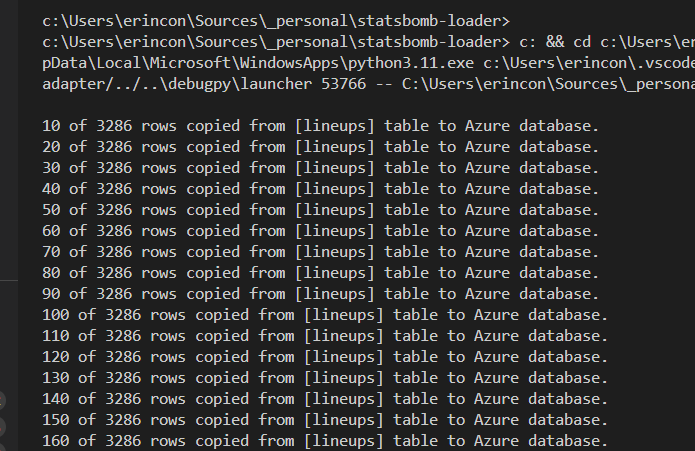 c:\Users\erincon\Sources\_personal\statsbomb-loader>
c:\Users\erincon\Sources\_personal\statsbomb-loader> c: && cd c:\Users\er
pData\Local\Microsoft\WindowsApps\python3.11.exe c:\Users\erincon\.vscode
adapter/../..\debugpy\launcher 53766 -- C:\Users\erincon\Sources\_persona
10 of 3286 rows copied from [lineups] table to Azure database.
20 of 3286 rows copied from [lineups] table to Azure database.
30 of 3286 rows copied from [lineups] table to Azure database.
40 of 3286 rows copied from [lineups] table to Azure database.
50 of 3286 rows copied from [lineups] table to Azure database.
60 of 3286 rows copied from [lineups] table to Azure database.
70 of 3286 rows copied from [lineups] table to Azure database.
80 of 3286 rows copied from [lineups] table to Azure database.
90 of 3286 rows copied from [lineups] table to Azure database.
100 of 3286 rows copied from [lineups] table to Azure database.
110 of 3286 rows copied from [lineups] table to Azure database.
120 of 3286 rows copied from [lineups] table to Azure database.
130 of 3286 rows copied from [lineups] table to Azure database.
140 of 3286 rows copied from [lineups] table to Azure database.
150 of 3286 rows copied from [lineups] table to Azure database.
160 of 3286 rows copied from [lineups] table to Azure database.